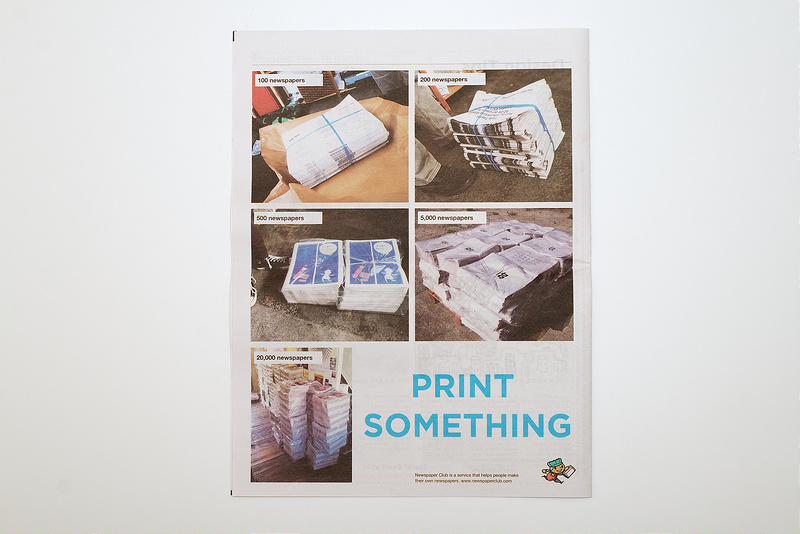 100 newspapers
200 newspapers
500 newspapers
5,000 newspapers
20,000 newspapers
PRINT
SOMETHING
Newspaper Club is a service that helps people make
their own newspapers. www.newspaperclub.com